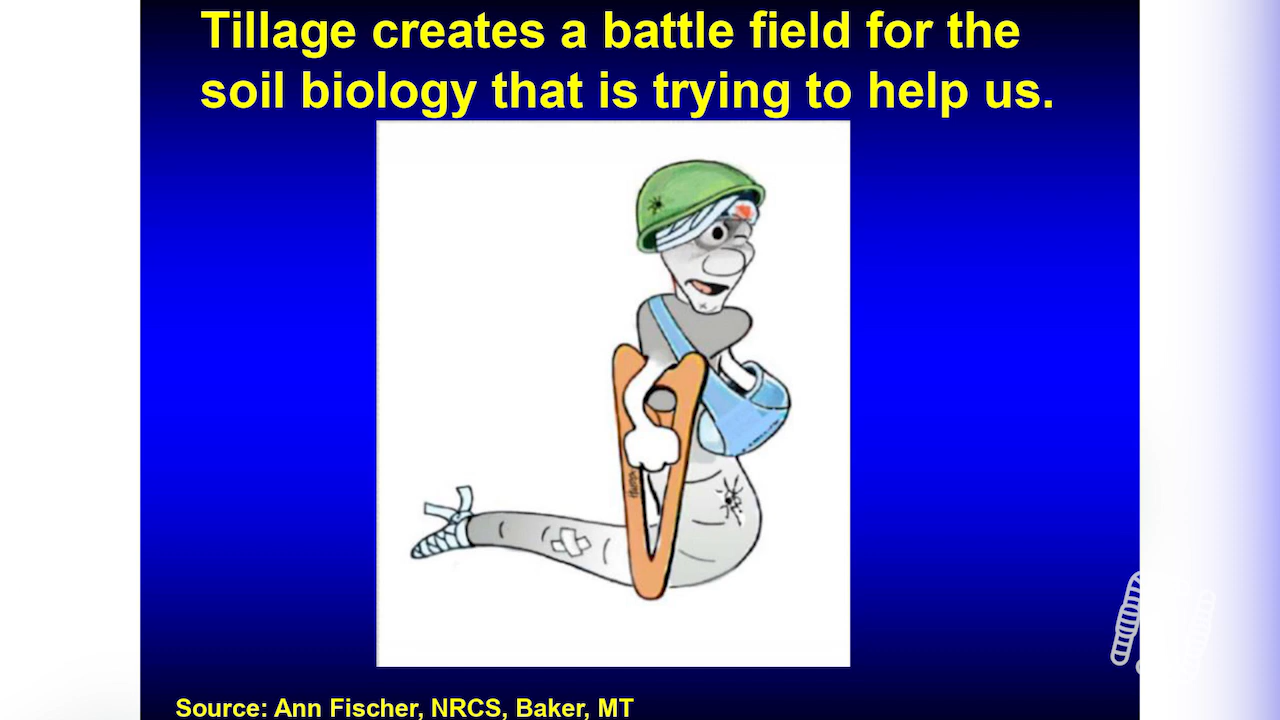 Tillage creates a battle field for the
soil biology that is trying to help us.
Source: Ann Fischer, NRCS, Baker, MT